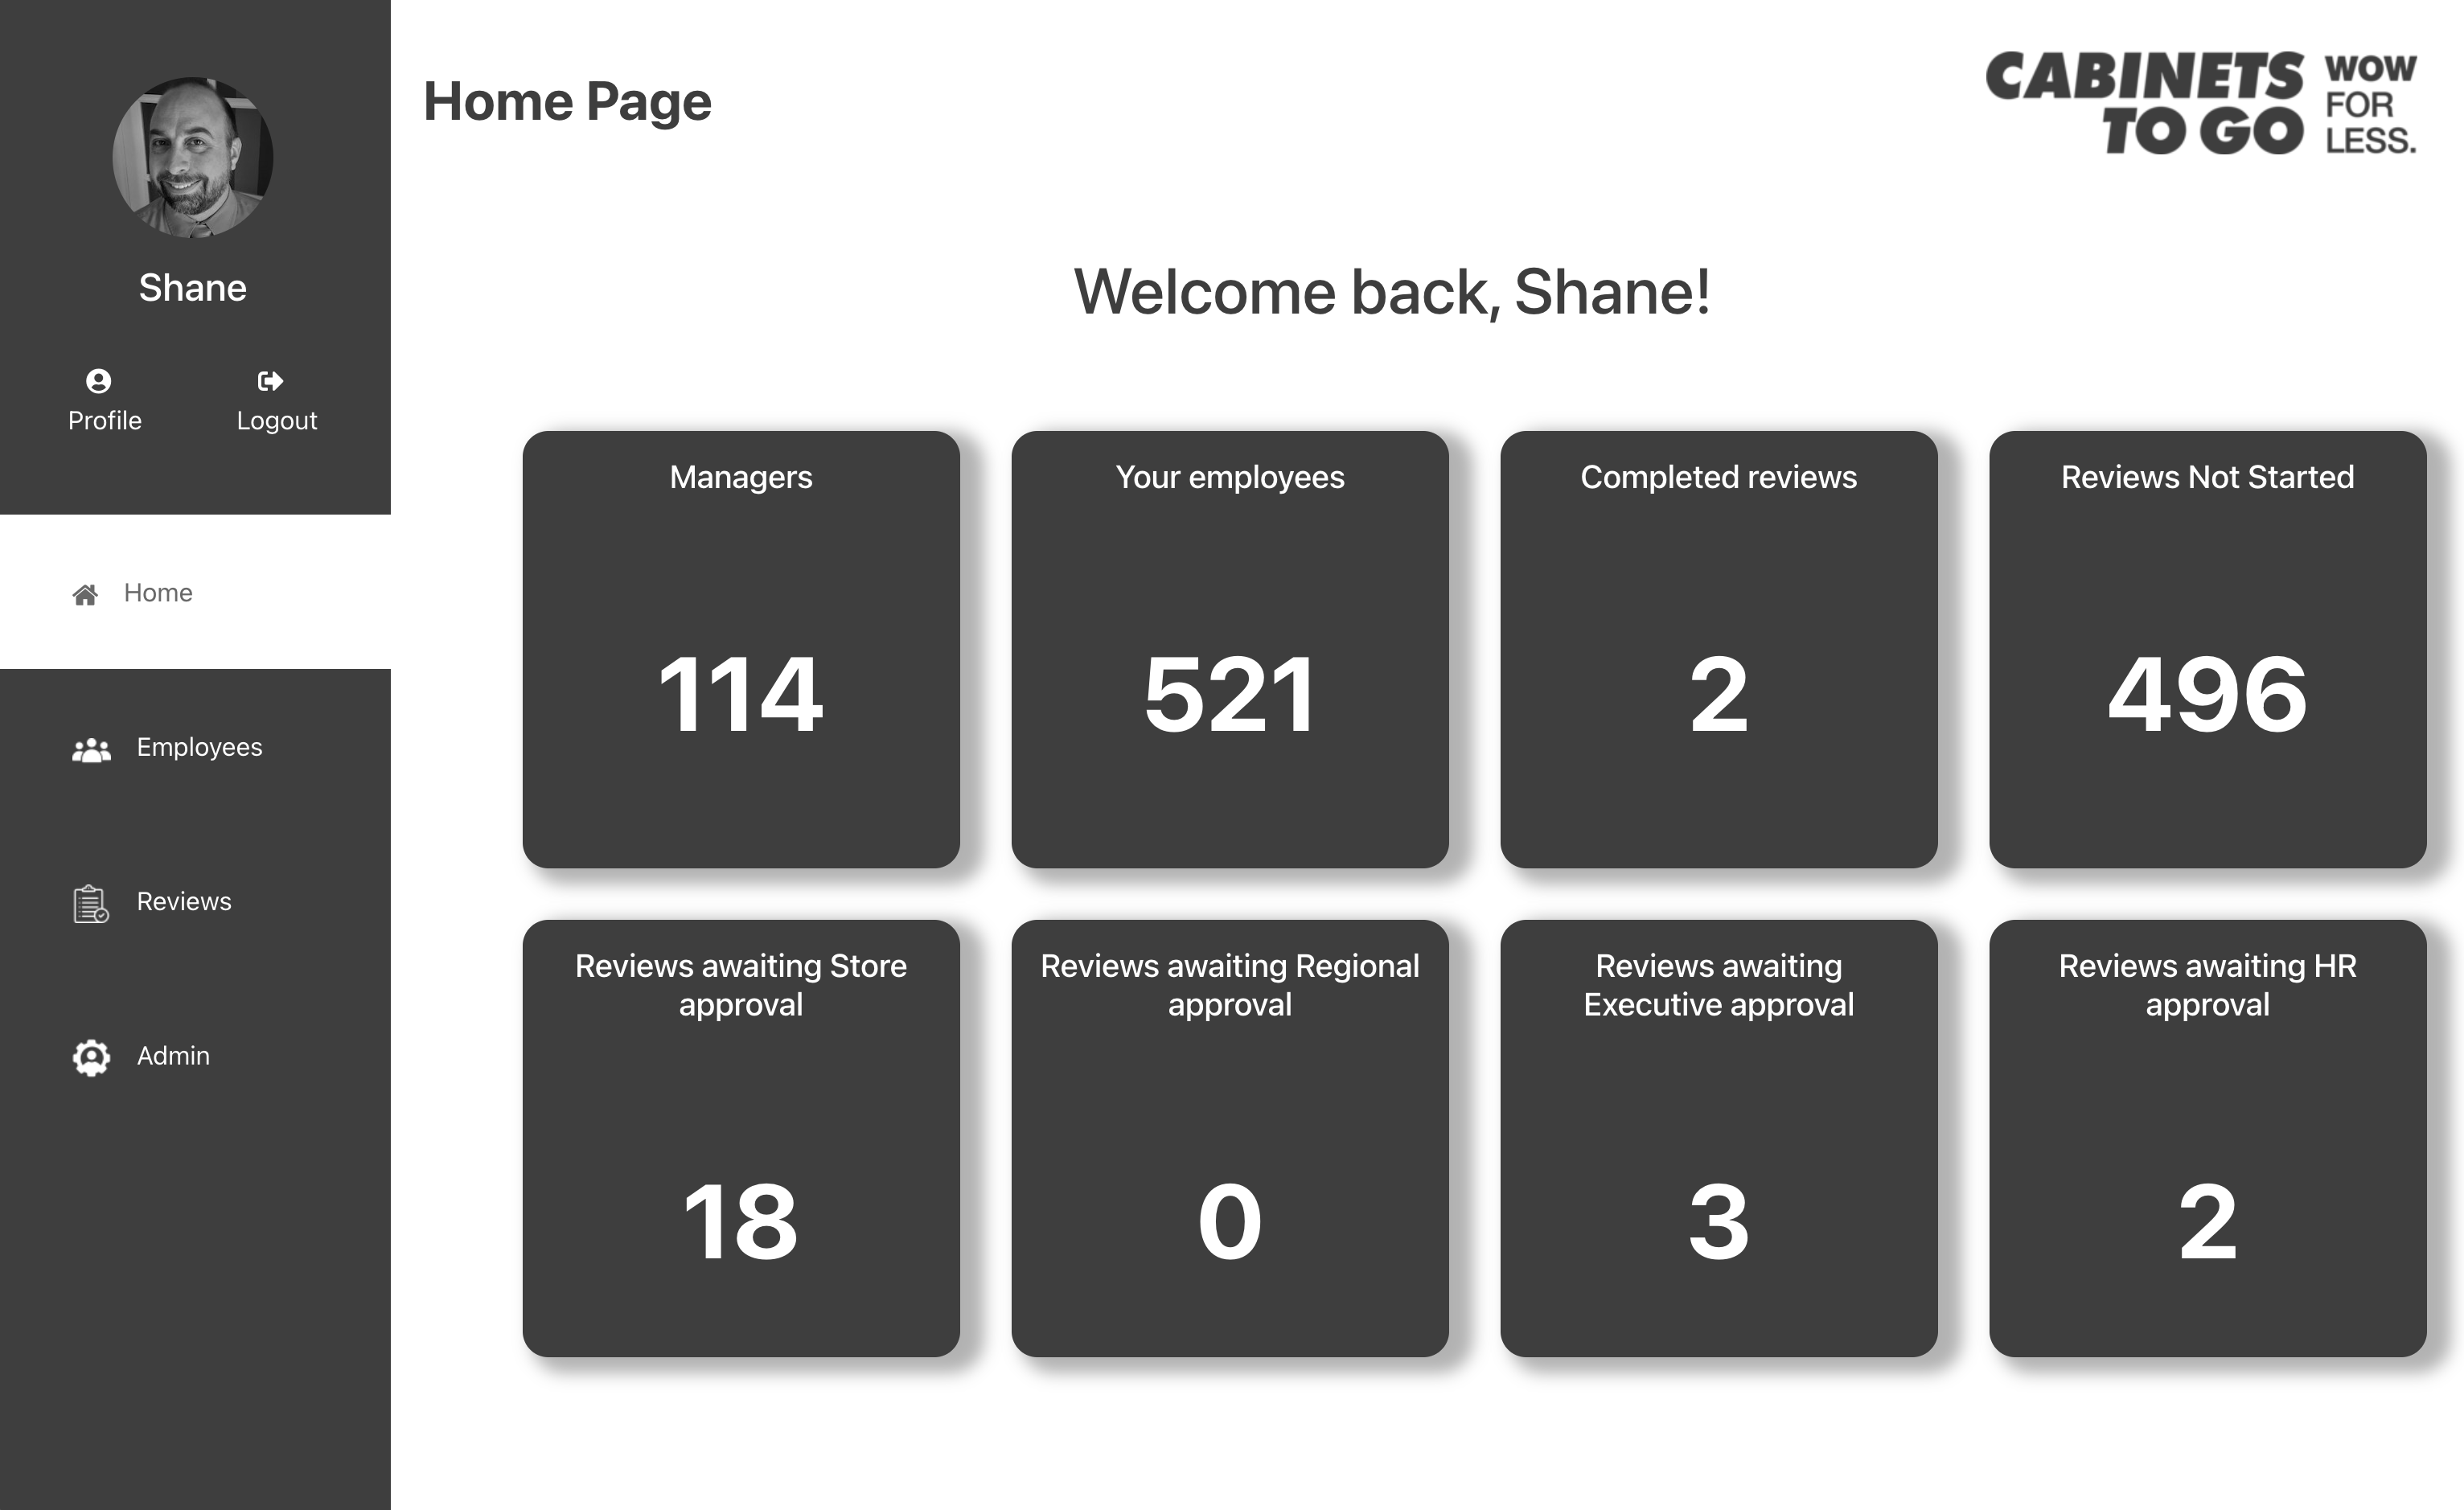 Shane
Profile
Logout
Home
Employees
Reviews
Admin
Home Page
CABINETS
TO GO
WOW
FOR
LESS.
Welcome back, Shane!
Managers
114
Your employees
521
Completed reviews
2
Reviews Not Started
496
Reviews awaiting Store
approval
18
Reviews awaiting Regional
approval
0
Reviews awaiting
Executive approval
3
Reviews awaiting HR
approval
2